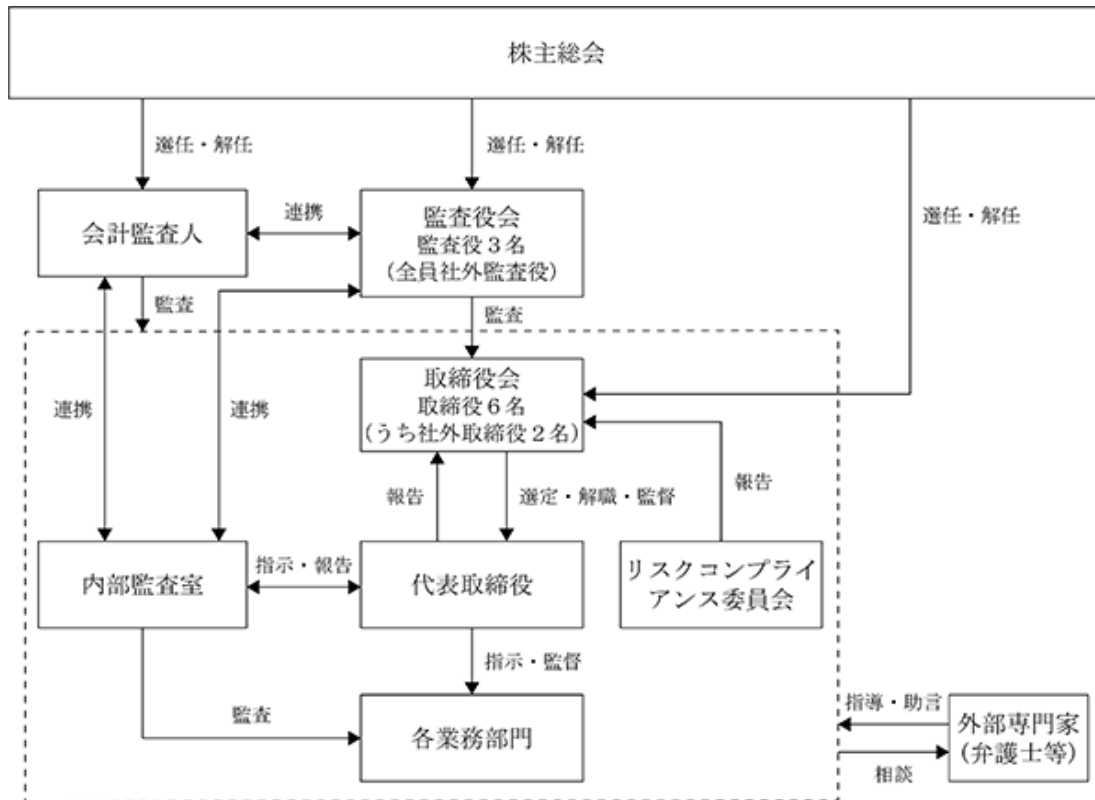 株主総会
選任・解任
選任・解任
選任・解任
会計監査人
連携
監査役会
監査役3名
(全員社外監査役)
監査
監査
取締役会
取締役6名
(うち社外取締役2名)
連携
連携
報告
選定・解職・監督
報告
内部監査室
指示・報告
代表取締役
リスクコンプライ
アンス委員会
指示・監督
監査
各業務部門
指導・助言
外部専門家
(弁護士等)
相談